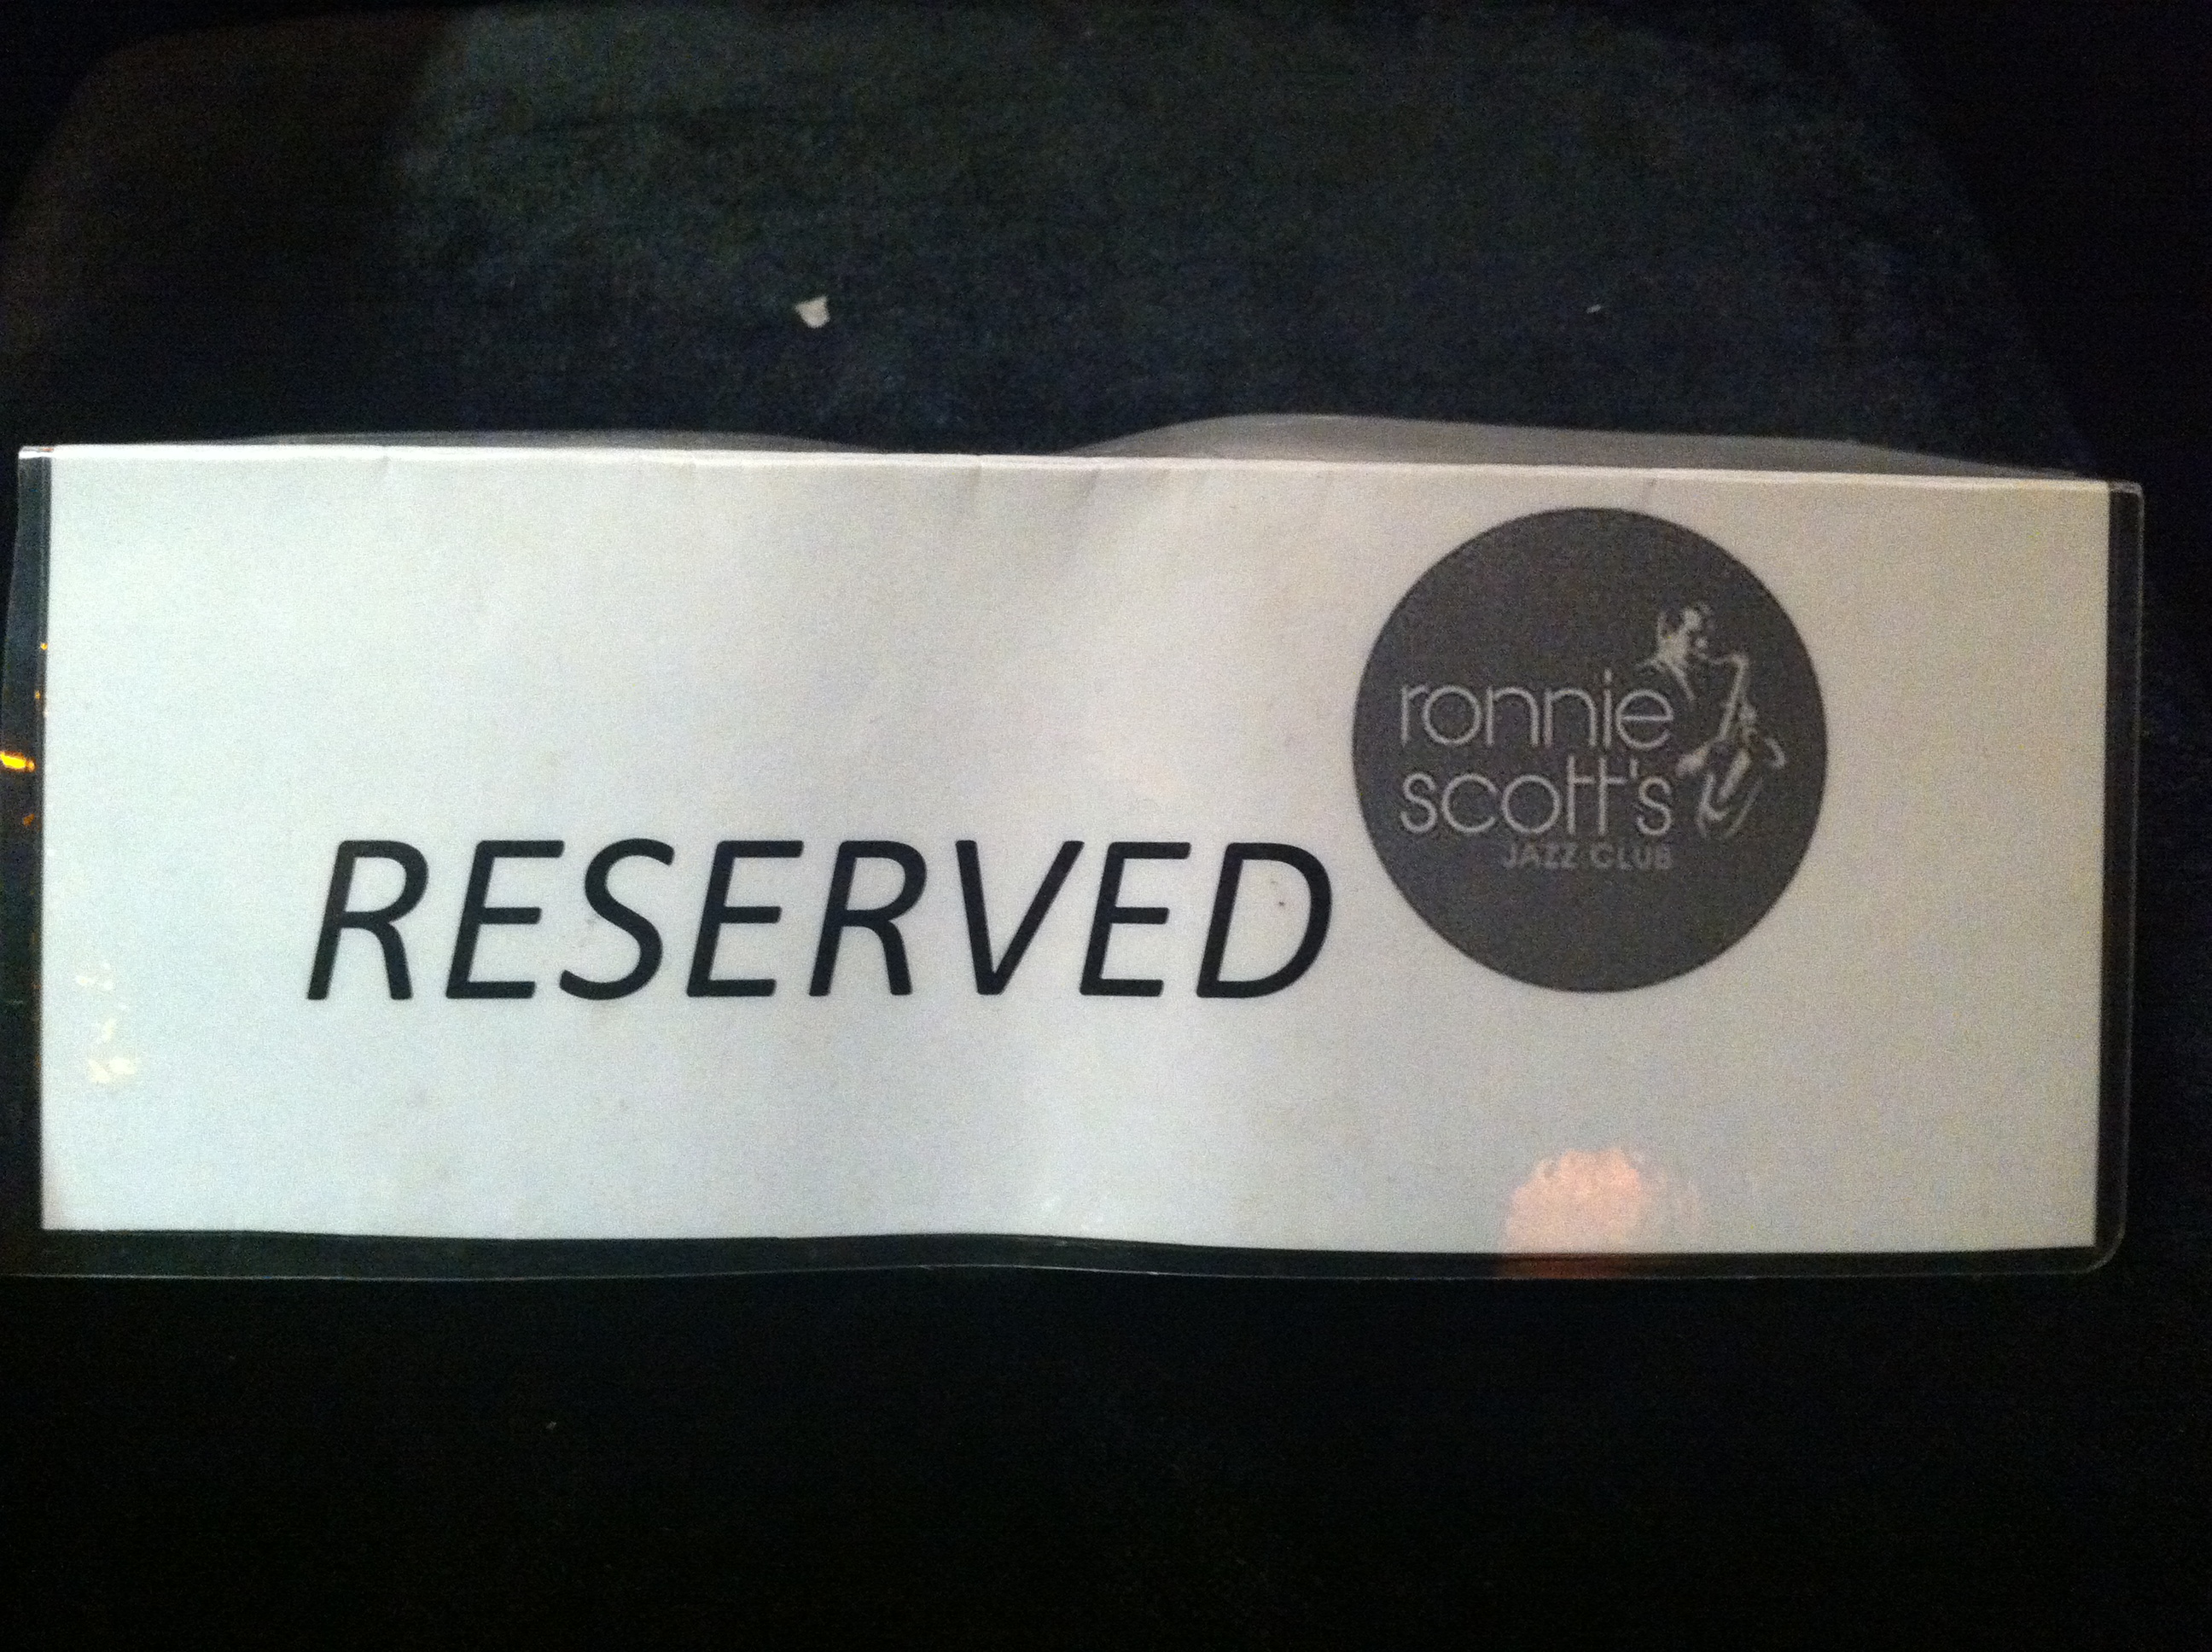 RESERVED
ronnie
scott's
JAZZ CLUB